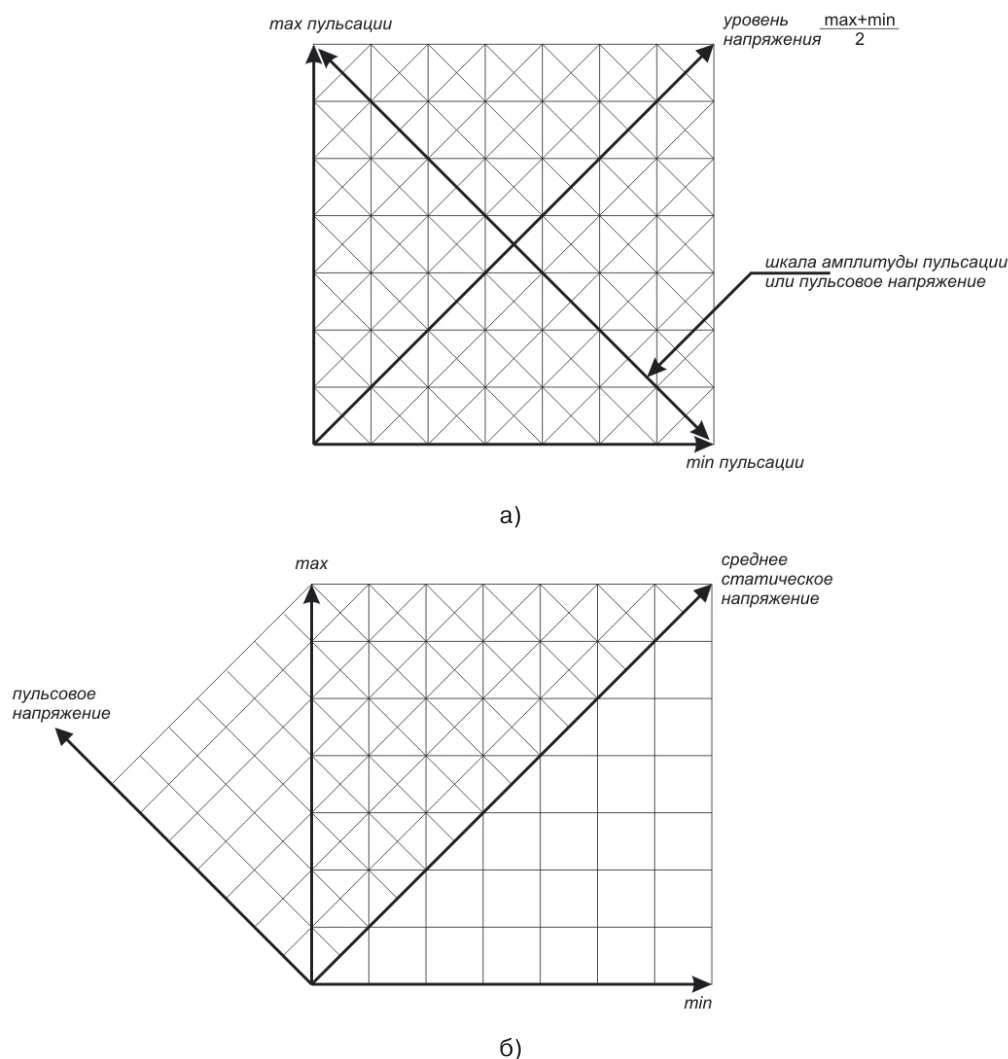 max пульсации
уровень
напряжения max+min
2
шкала амплитуды пульсации
или пульсовое напряжение
min пульсации
а)
max
среднее
статическое
напряжение
пульсовое
напряжение
min
б)